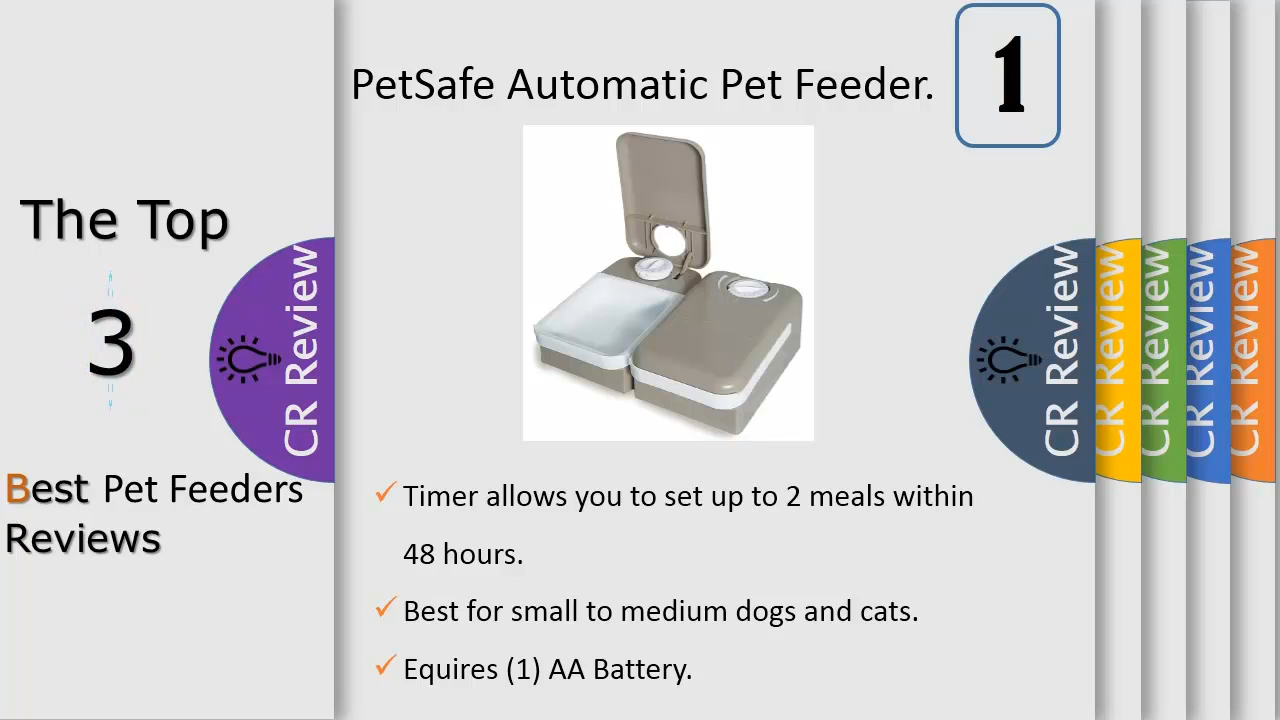 The Top
3
Best Pet Feeders
Reviews
CR Review
PetSafe Automatic Pet Feeder.
1
✓ Timer allows you to set up to 2 meals within
48 hours.
✓ Best for small to medium dogs and cats.
✓ Equires (1) AA Battery.
CR Review
CR Review
CR Review
CR Review
CR Review